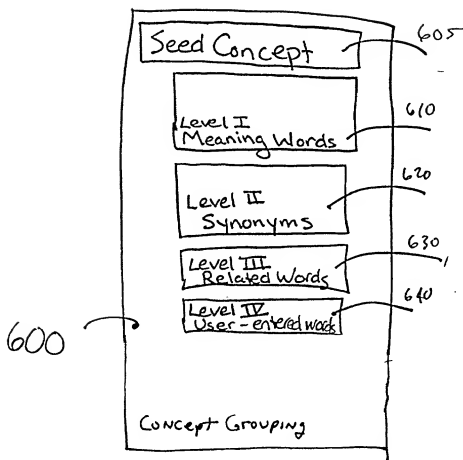 Seed Concept
605
Level I
Meaning Words
610
Level II
Synonyms
620
Level III
Related Words
630
Level IV
User-entered words
640
600
Concept Grouping